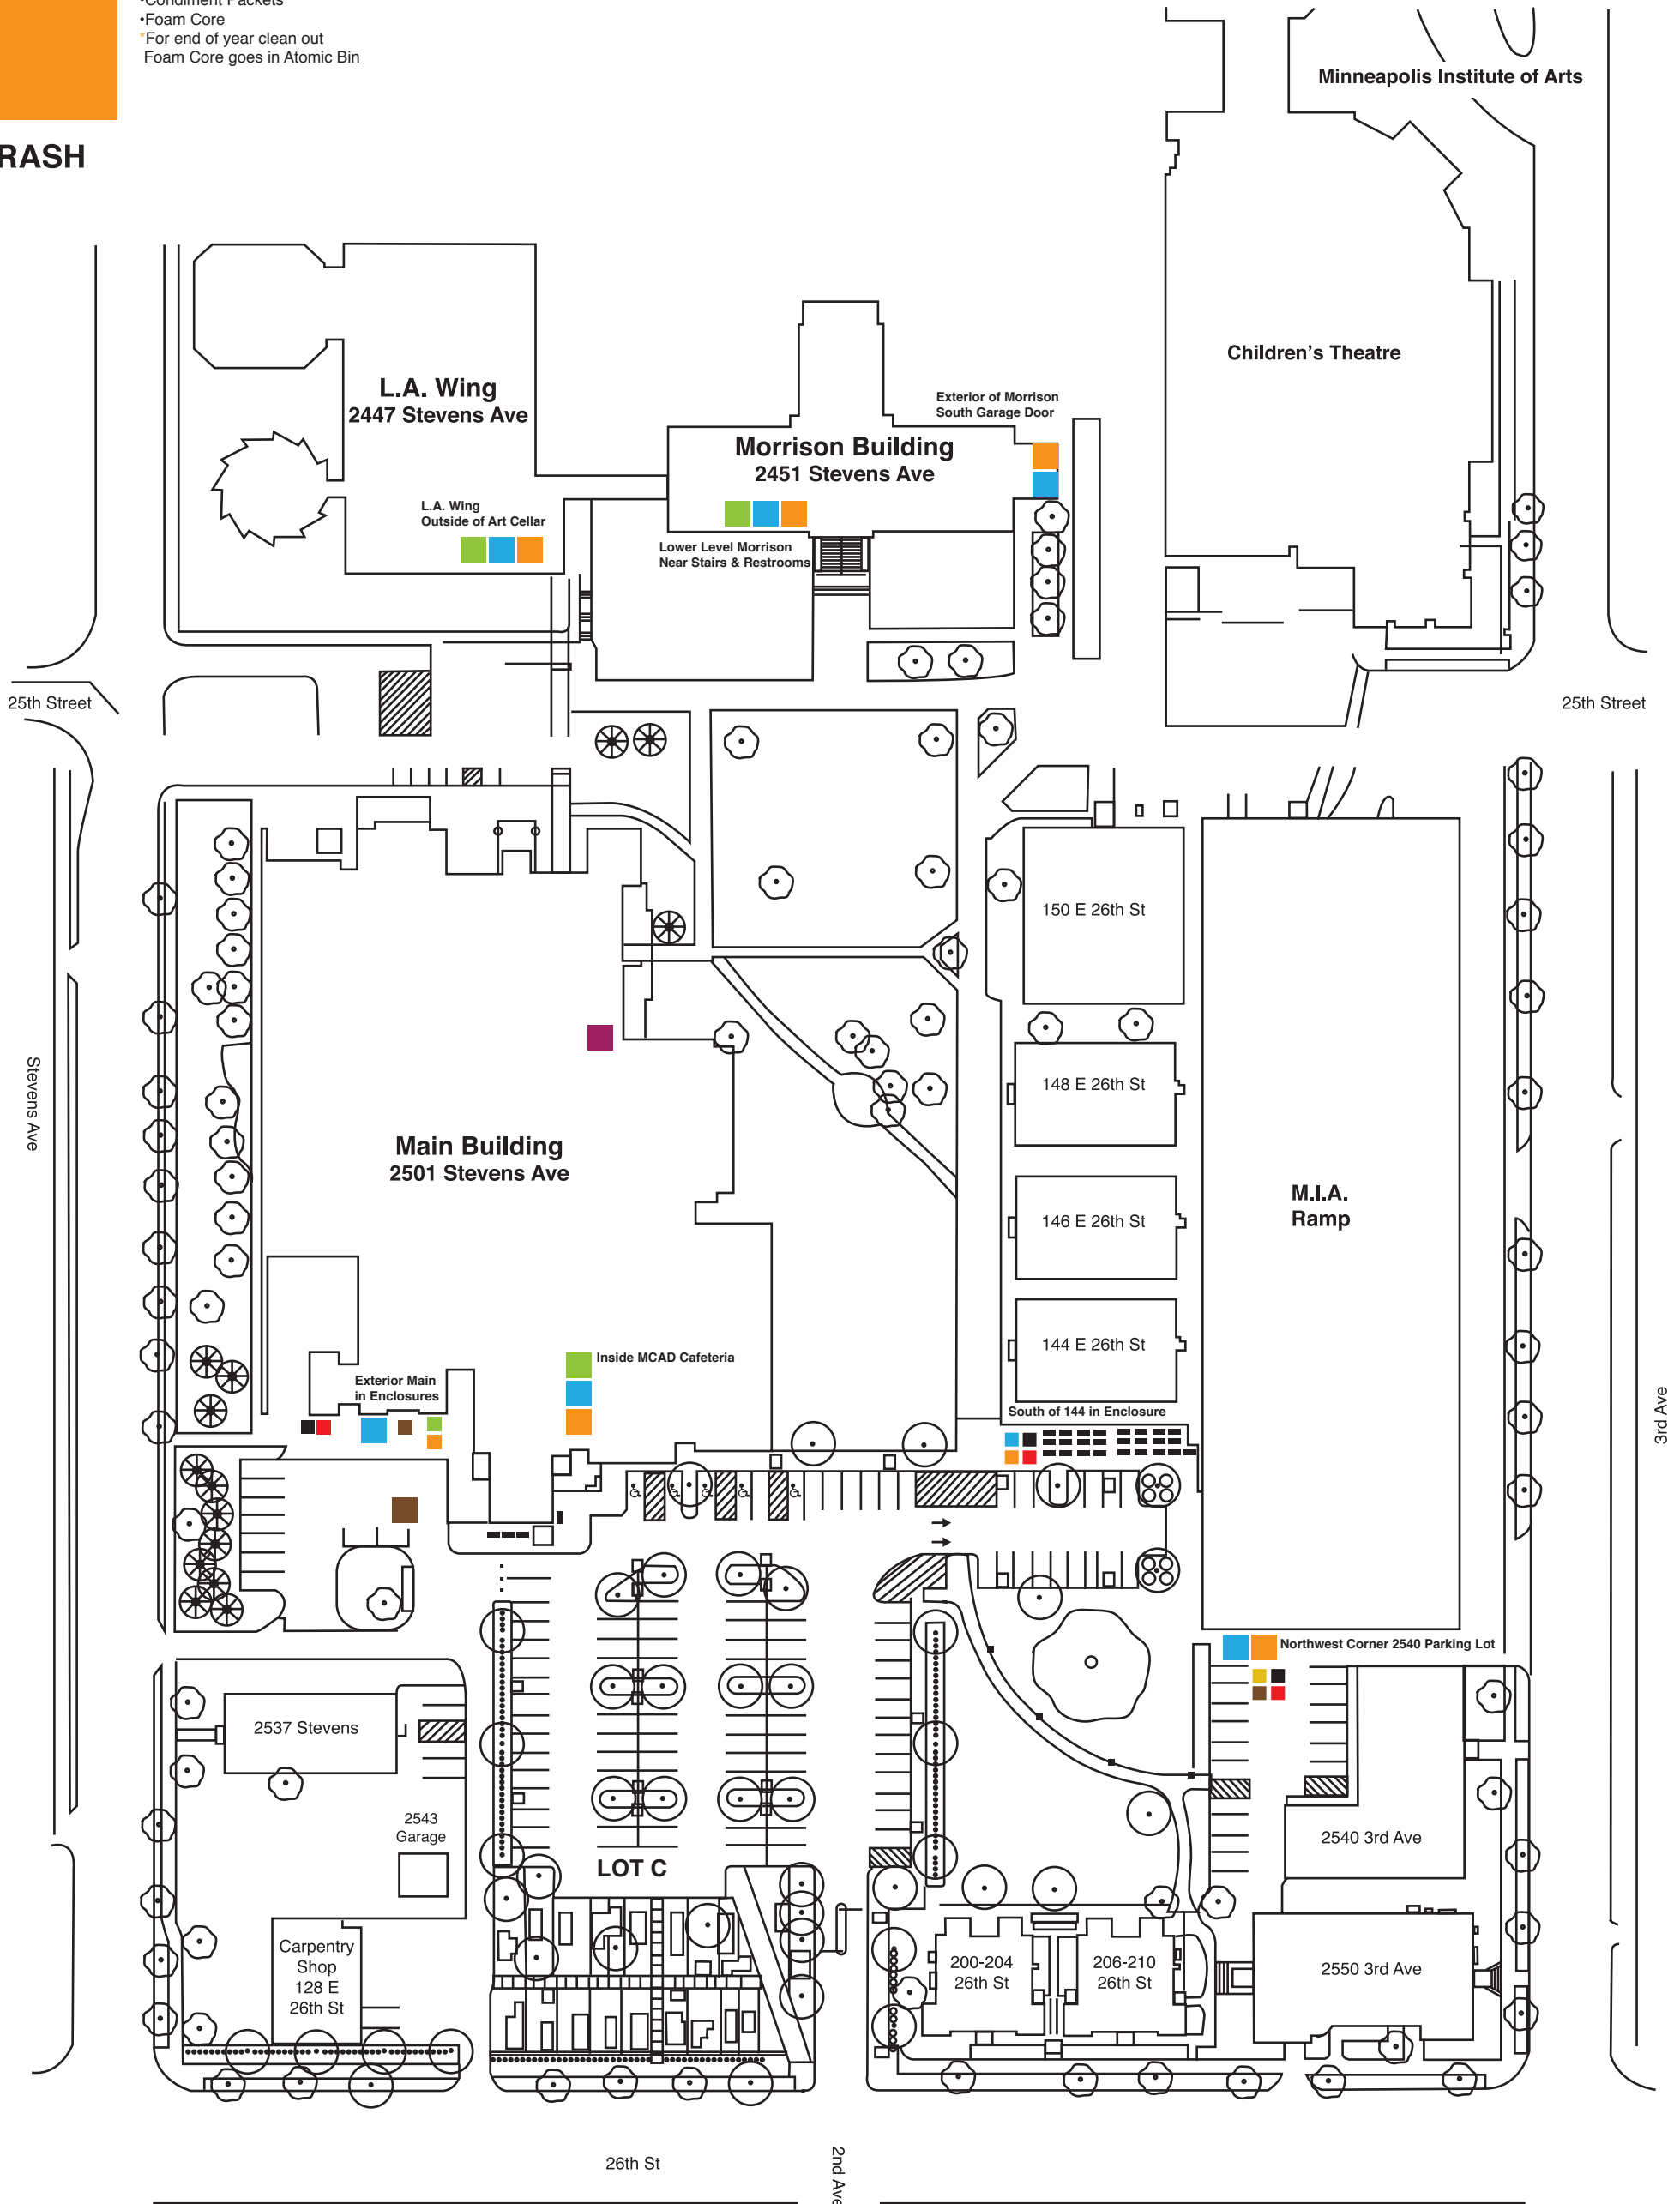 •Condiment Packets
•Foam Core
*For end of year clean out
Foam Core goes in Atomic Bin
RASH
Minneapolis Institute of Arts
Children's Theatre
L.A. Wing
2447 Stevens Ave
Exterior of Morrison
South Garage Door
Morrison Building
2451 Stevens Ave
L.A. Wing
Outside of Art Cellar
Lower Level Morrison
Near Stairs & Restrooms
25th Street
25th Street
150 E 26th St
Stevens Ave
148 E 26th St
Main Building
2501 Stevens Ave
M.I.A.
Ramp
146 E 26th St
144 E 26th St
Inside MCAD Cafeteria
Exterior Main
in Enclosures
South of 144 in Enclosure
3rd Ave
Northwest Corner 2540 Parking Lot
2537 Stevens
2543
Garage
2540 3rd Ave
LOT C
Carpentry
Shop
128 E
26th St
200-204
26th St
206-210
26th St
2550 3rd Ave
26th St
2nd Ave